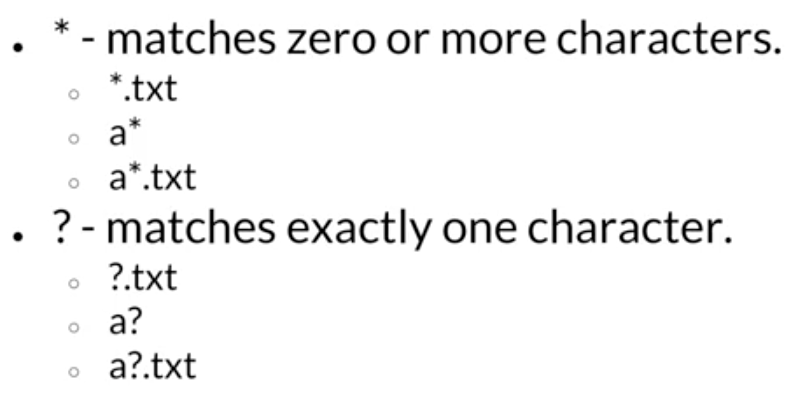 • * - matches zero or more characters.
◦ *.txt
◦ a*
◦ a*.txt
• ? - matches exactly one character.
◦ ?.txt
◦ a?
◦ a?.txt